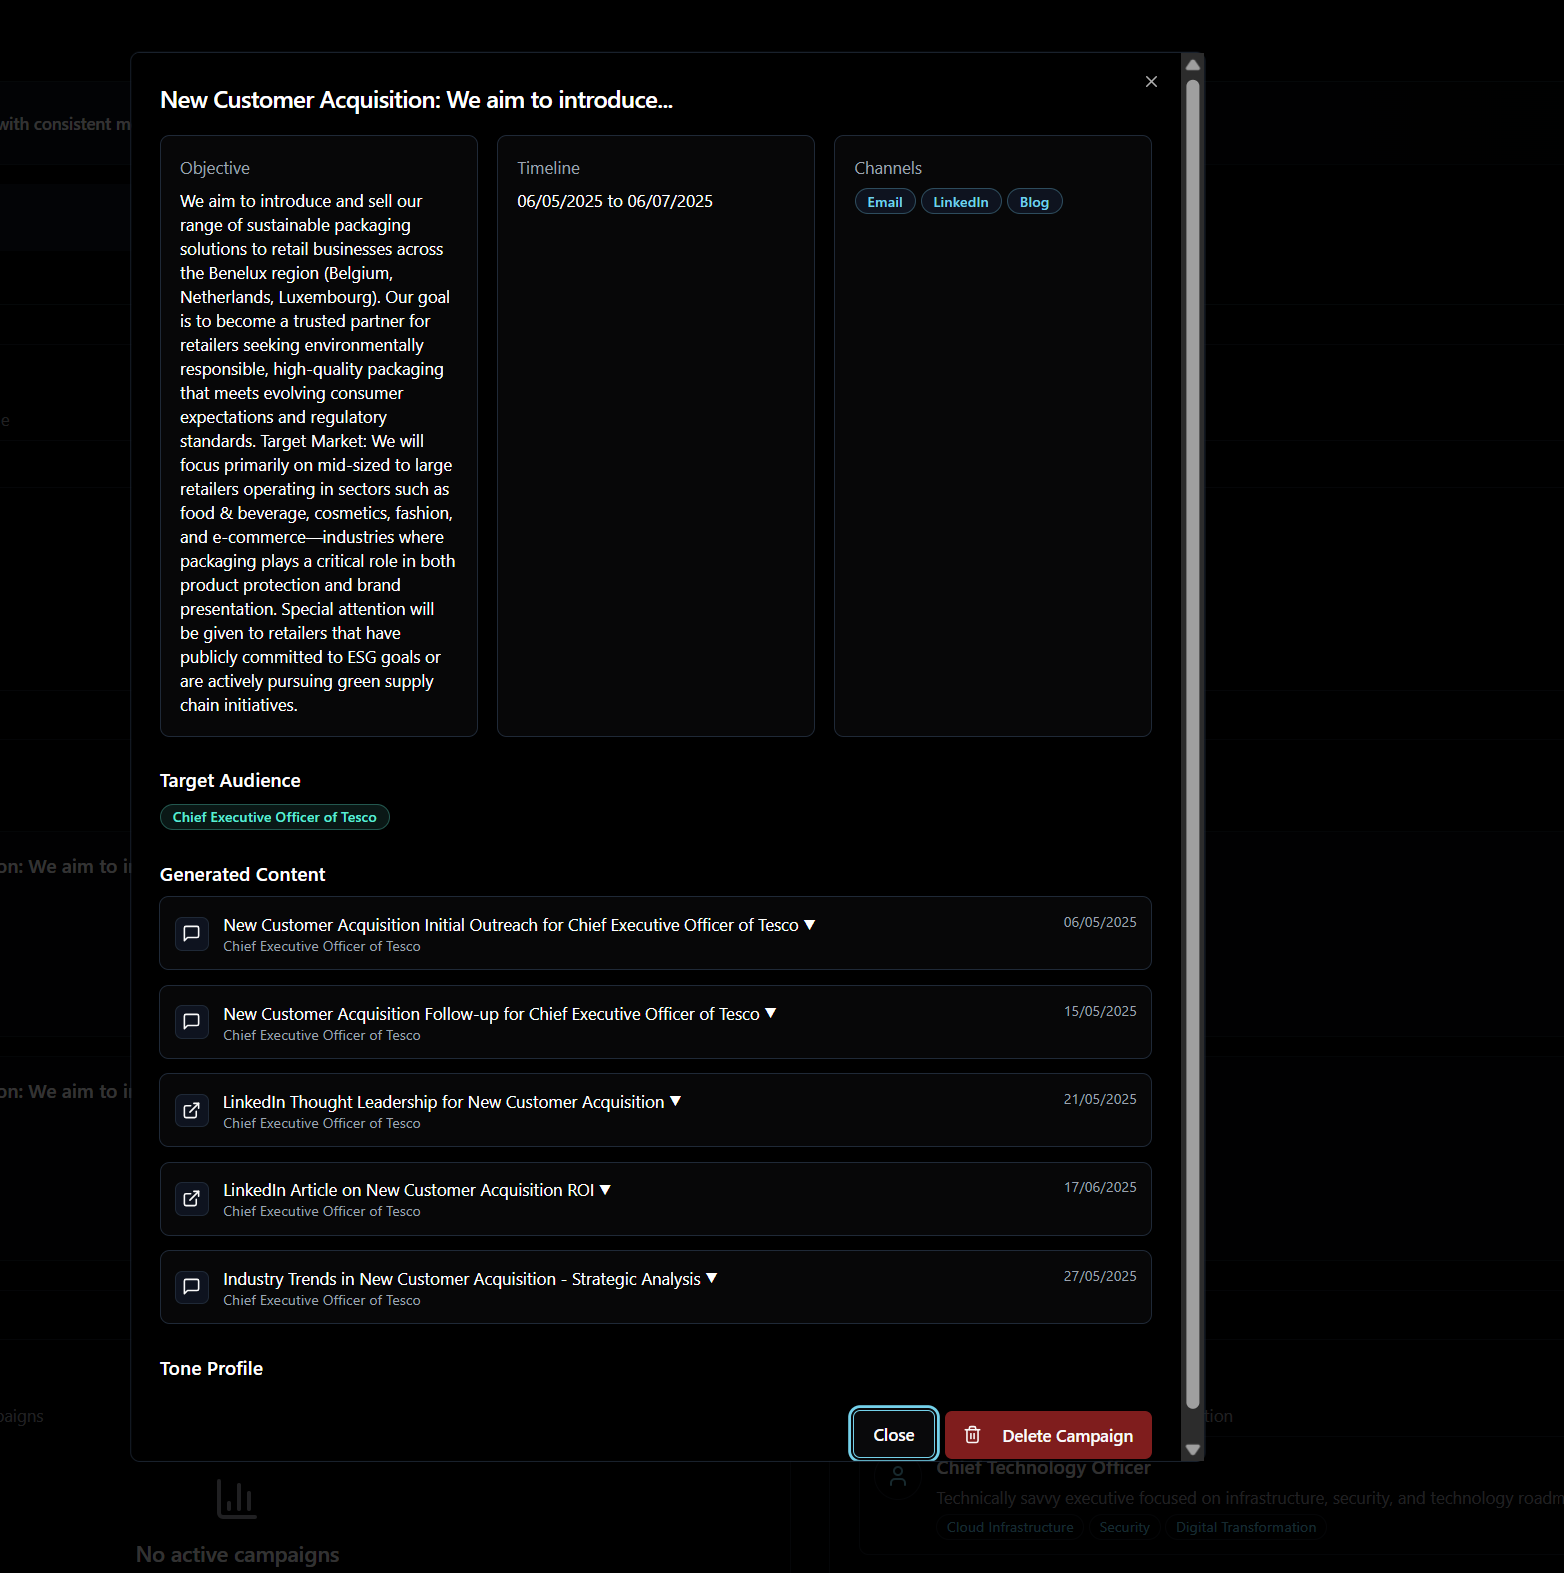 with consistent m
New Customer Acquisition: We aim to introduce...
Objective
We aim to introduce and sell our
range of sustainable packaging
solutions to retail businesses across
the Benelux region (Belgium,
Netherlands, Luxembourg). Our goal
is to become a trusted partner for
retailers seeking environmentally
responsible, high-quality packaging
that meets evolving consumer
expectations and regulatory
standards. Target Market: We will
focus primarily on mid-sized to large
retailers operating in sectors such as
food & beverage, cosmetics, fashion,
and e-commerce—industries where
packaging plays a critical role in both
product protection and brand
presentation. Special attention will
be given to retailers that have
publicly committed to ESG goals or
are actively pursuing green supply
chain initiatives.
Timeline
06/05/2025 to 06/07/2025
Channels
Email LinkedIn Blog
e
Target Audience
Chief Executive Officer of Tesco
on: We aim to i
Generated Content
New Customer Acquisition Initial Outreach for Chief Executive Officer of Tesco ▼ 06/05/2025
Chief Executive Officer of Tesco
New Customer Acquisition Follow-up for Chief Executive Officer of Tesco ▼ 15/05/2025
Chief Executive Officer of Tesco
on: We aim to i
LinkedIn Thought Leadership for New Customer Acquisition ▼ 21/05/2025
Chief Executive Officer of Tesco
LinkedIn Article on New Customer Acquisition ROI ▼ 17/06/2025
Chief Executive Officer of Tesco
Industry Trends in New Customer Acquisition - Strategic Analysis ▼ 27/05/2025
Chief Executive Officer of Tesco
Tone Profile
paigns
tion
Close Delete Campaign
Chief Technology Officer
Technically savvy executive focused on infrastructure, security, and technology roadm
Cloud Infrastructure Security Digital Transformation
No active campaigns